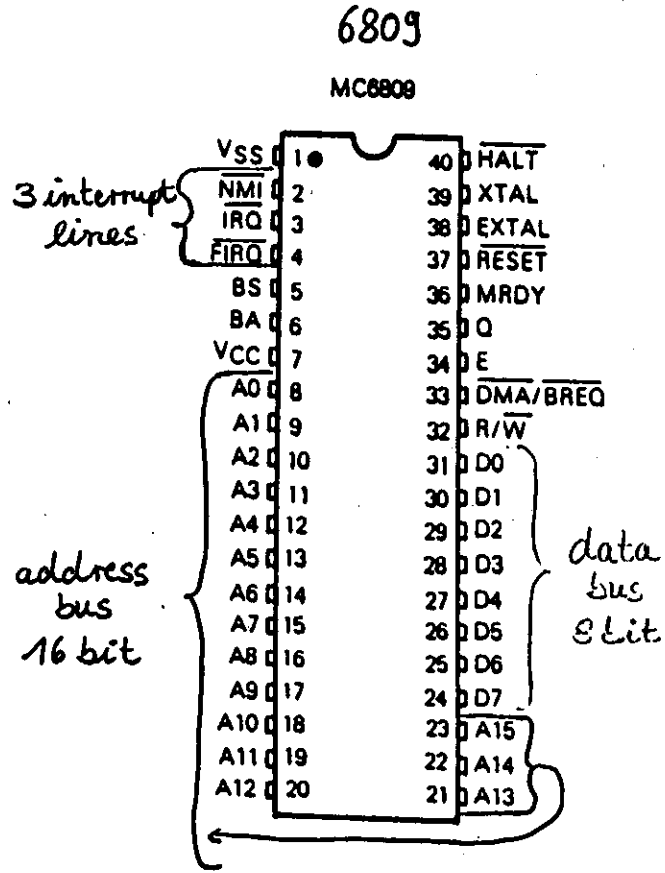 6809
MC6809
VSS 1 40 HALT
3 interrupt lines
NMI 2 39 XTAL
IRQ 3 38 EXTAL
FIRQ 4 37 RESET
BS 5 36 MRDY
BA 6 35 Q
VCC 7 34 E
A0 8 33 DMA/BREQ
A1 9 32 R/W
A2 10 31 D0
A3 11 30 D1
A4 12 29 D2
A5 13 28 D3
A6 14 27 D4
A7 15 26 D5
A8 16 25 D6
A9 17 24 D7
A10 18 23 A15
A11 19 22 A14
A12 20 21 A13
address
bus
16 bit
data
bus
8 bit